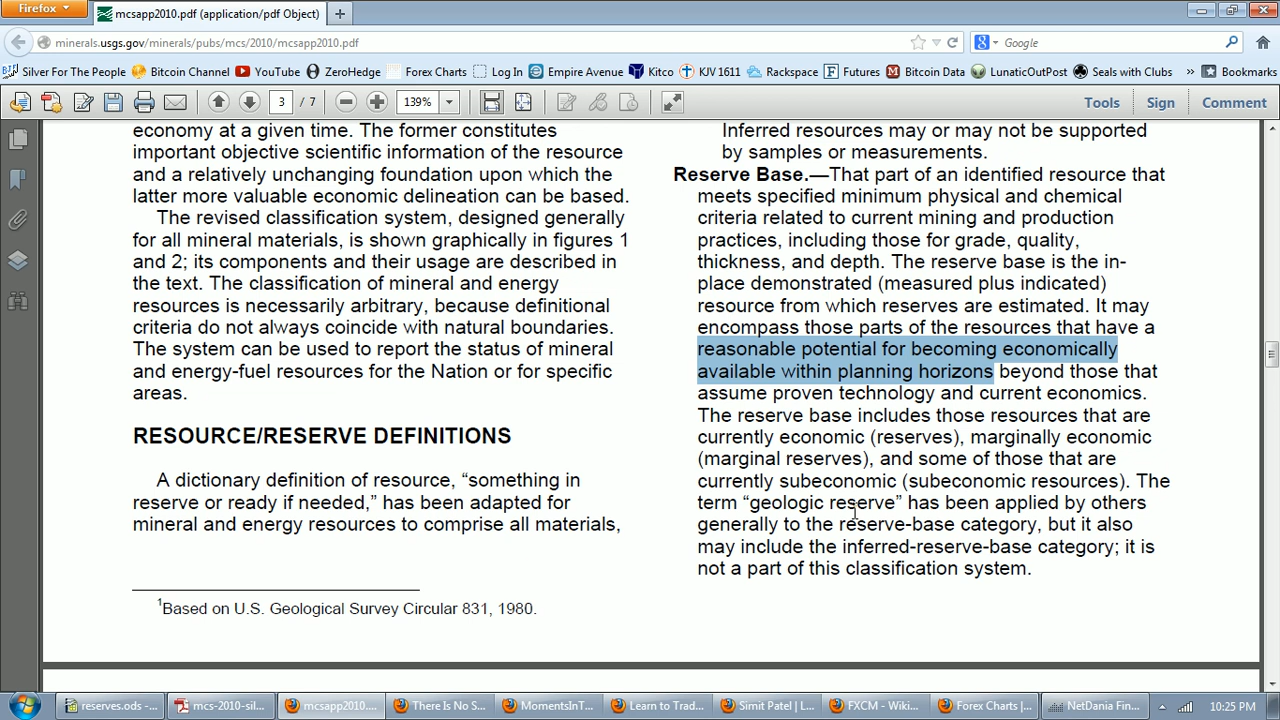 Firefox
mcsapp2010.pdf (application/pdf Object)
minerals.usgs.gov/minerals/pubs/mcs/2010/mcsapp2010.pdf
Google
Silver For The People
Bitcoin Channel
YouTube
ZeroHedge
Forex Charts
Log In
Empire Avenue
Kitco
KJV 1611
Rackspace
Futures
Bitcoin Data
LunaticOutPost
Seals with Clubs
»
Bookmarks
3 / 7
139%
Tools
Sign
Comment
economy at a given time. The former constitutes
important objective scientific information of the resource
and a relatively unchanging foundation upon which the
latter more valuable economic delineation can be based.
The revised classification system, designed generally
for all mineral materials, is shown graphically in figures 1
and 2; its components and their usage are described in
the text. The classification of mineral and energy
resources is necessarily arbitrary, because definitional
criteria do not always coincide with natural boundaries.
The system can be used to report the status of mineral
and energy-fuel resources for the Nation or for specific
areas.
RESOURCE/RESERVE DEFINITIONS
A dictionary definition of resource, “something in
reserve or ready if needed,” has been adapted for
mineral and energy resources to comprise all materials,
1Based on U.S. Geological Survey Circular 831, 1980.
Inferred resources may or may not be supported
by samples or measurements.
Reserve Base.—That part of an identified resource that
meets specified minimum physical and chemical
criteria related to current mining and production
practices, including those for grade, quality,
thickness, and depth. The reserve base is the in-
place demonstrated (measured plus indicated)
resource from which reserves are estimated. It may
encompass those parts of the resources that have a
reasonable potential for becoming economically
available within planning horizons beyond those that
assume proven technology and current economics.
The reserve base includes those resources that are
currently economic (reserves), marginally economic
(marginal reserves), and some of those that are
currently subeconomic (subeconomic resources). The
term “geologic reserve” has been applied by others
generally to the reserve-base category, but it also
may include the inferred-reserve-base category; it is
not a part of this classification system.
reserves.ods -...
mcs-2010-sil...
mcsapp2010....
There Is No S...
MomentsInT...
Learn to Trad...
Simit Patel | L...
FXCM - Wiki...
Forex Charts |...
NetDania Fin...
10:25 PM